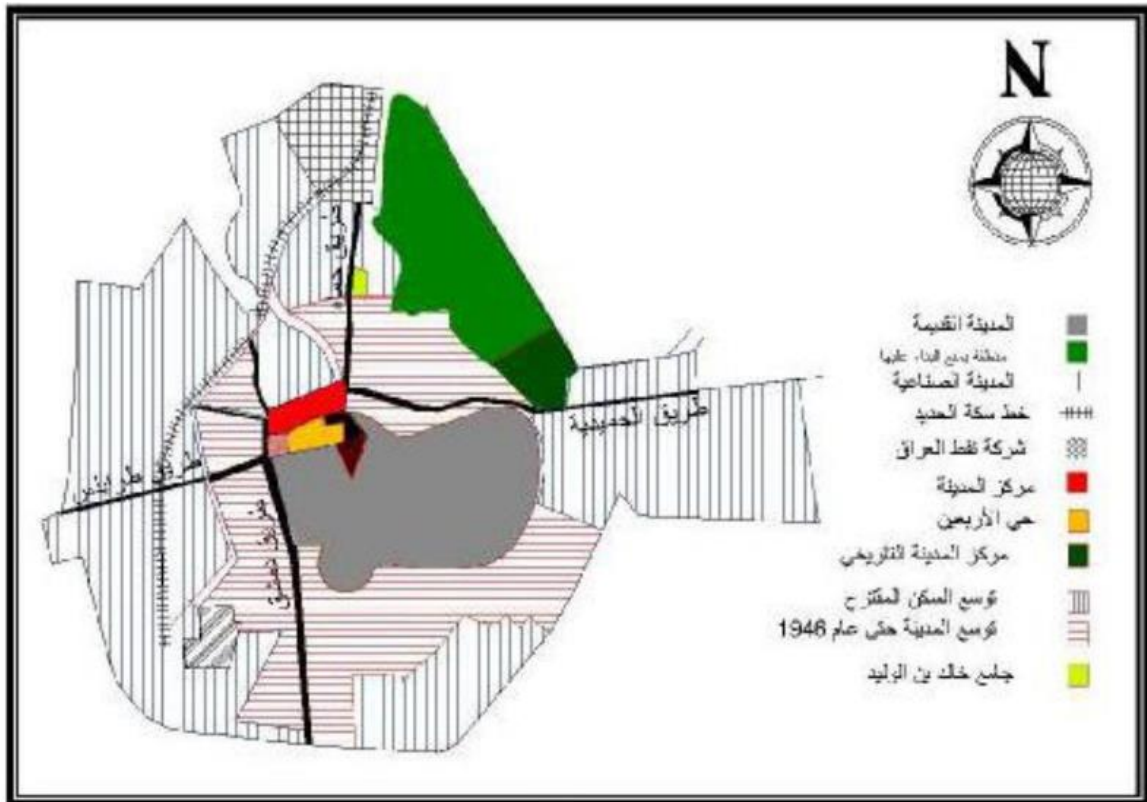 N
المدينة القديمة
منطقة يمنع البناء عليها
المدينة الصناعية
خط سكة الحديد
شركة نفط العراق
مركز المدينة
حي الأربعين
مركز المدينة التاريخي
توسع السكن المقترح
توسع المدينة حتى عام 1946
جامع خالد بن الوليد
طريق
طريق الحميدية
طريق طرابلس
طريق دمشق